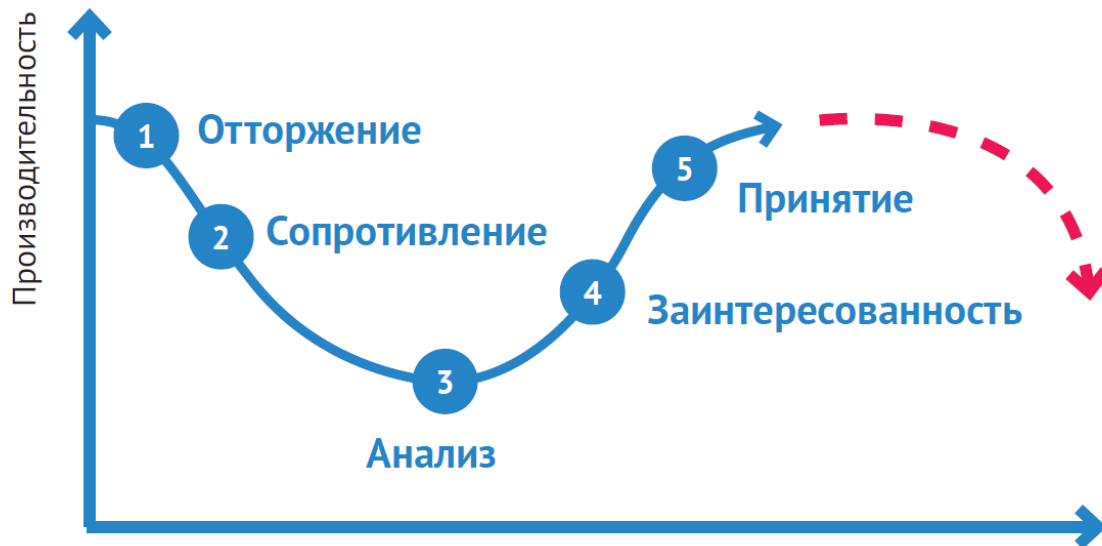 Производительность
1
Отторжение
2
Сопротивление
3
Анализ
4
Заинтересованность
5
Принятие